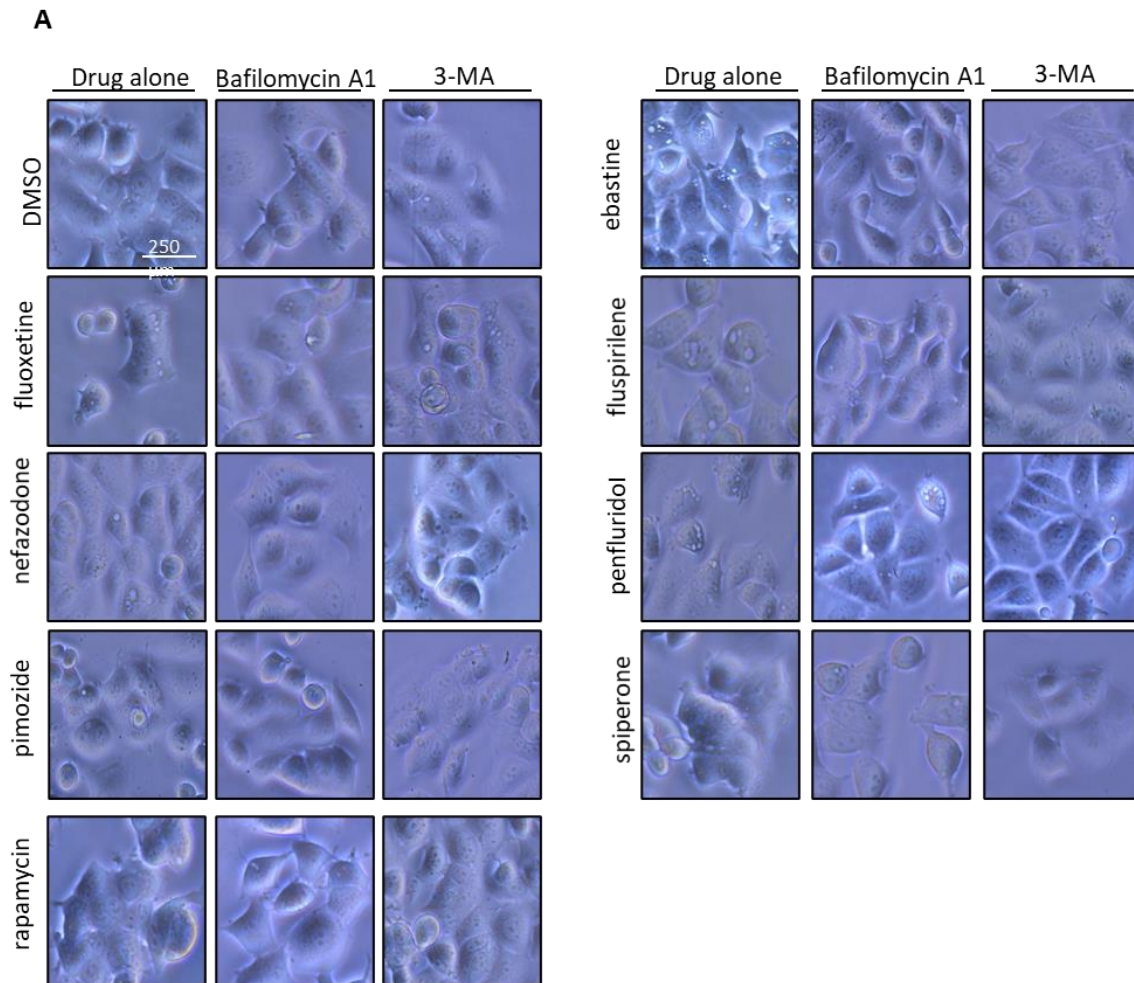 A
Drug alone Bafilomycin A1 3-MA
DMSO
250
μm
fluoxetine
nefazodone
pimozide
rapamycin
Drug alone Bafilomycin A1 3-MA
ebastine
fluspirilene
penfluridol
spiperone